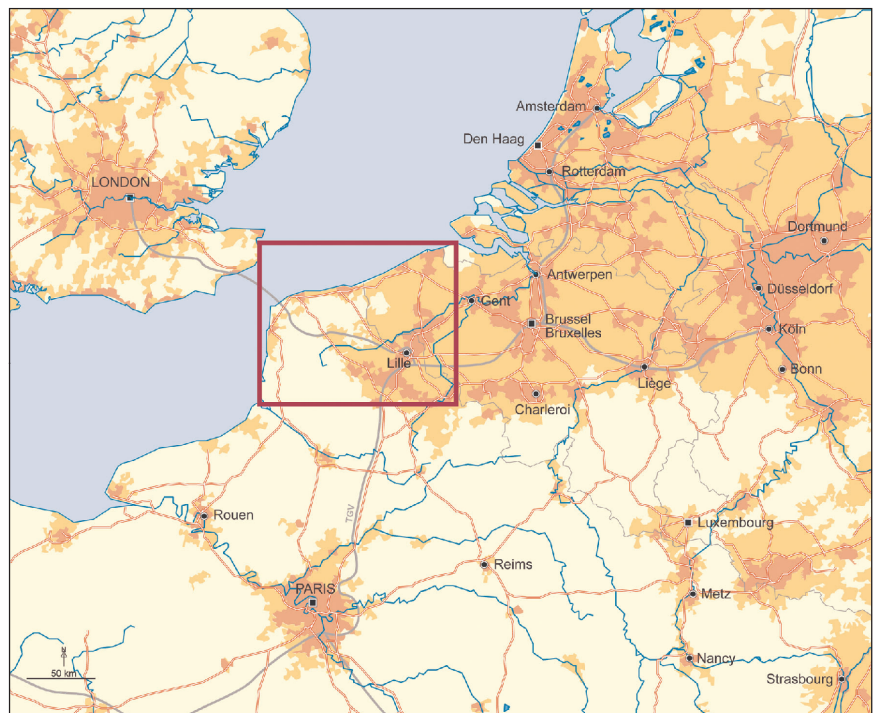 Amsterdam
Den Haag
Rotterdam
LONDON
Dortmund
Antwerpen
Düsseldorf
Gent
Brussel
Bruxelles
Köln
Lille
Liège
Bonn
Charleroi
TGV
Rouen
Luxembourg
Reims
PARIS
Metz
N
50 km
Nancy
Strasbourg